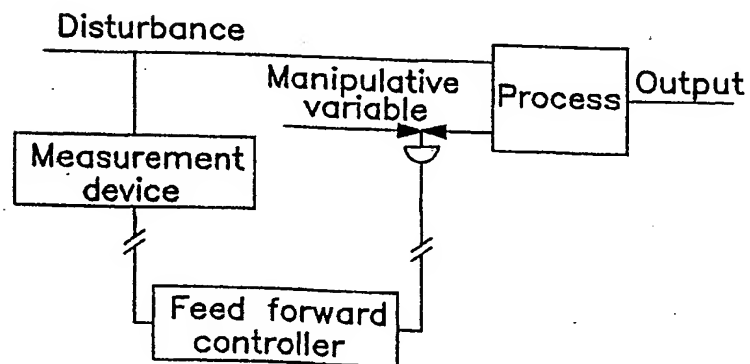 Disturbance
Manipulative
variable
Process
Output
Measurement
device
Feed forward
controller